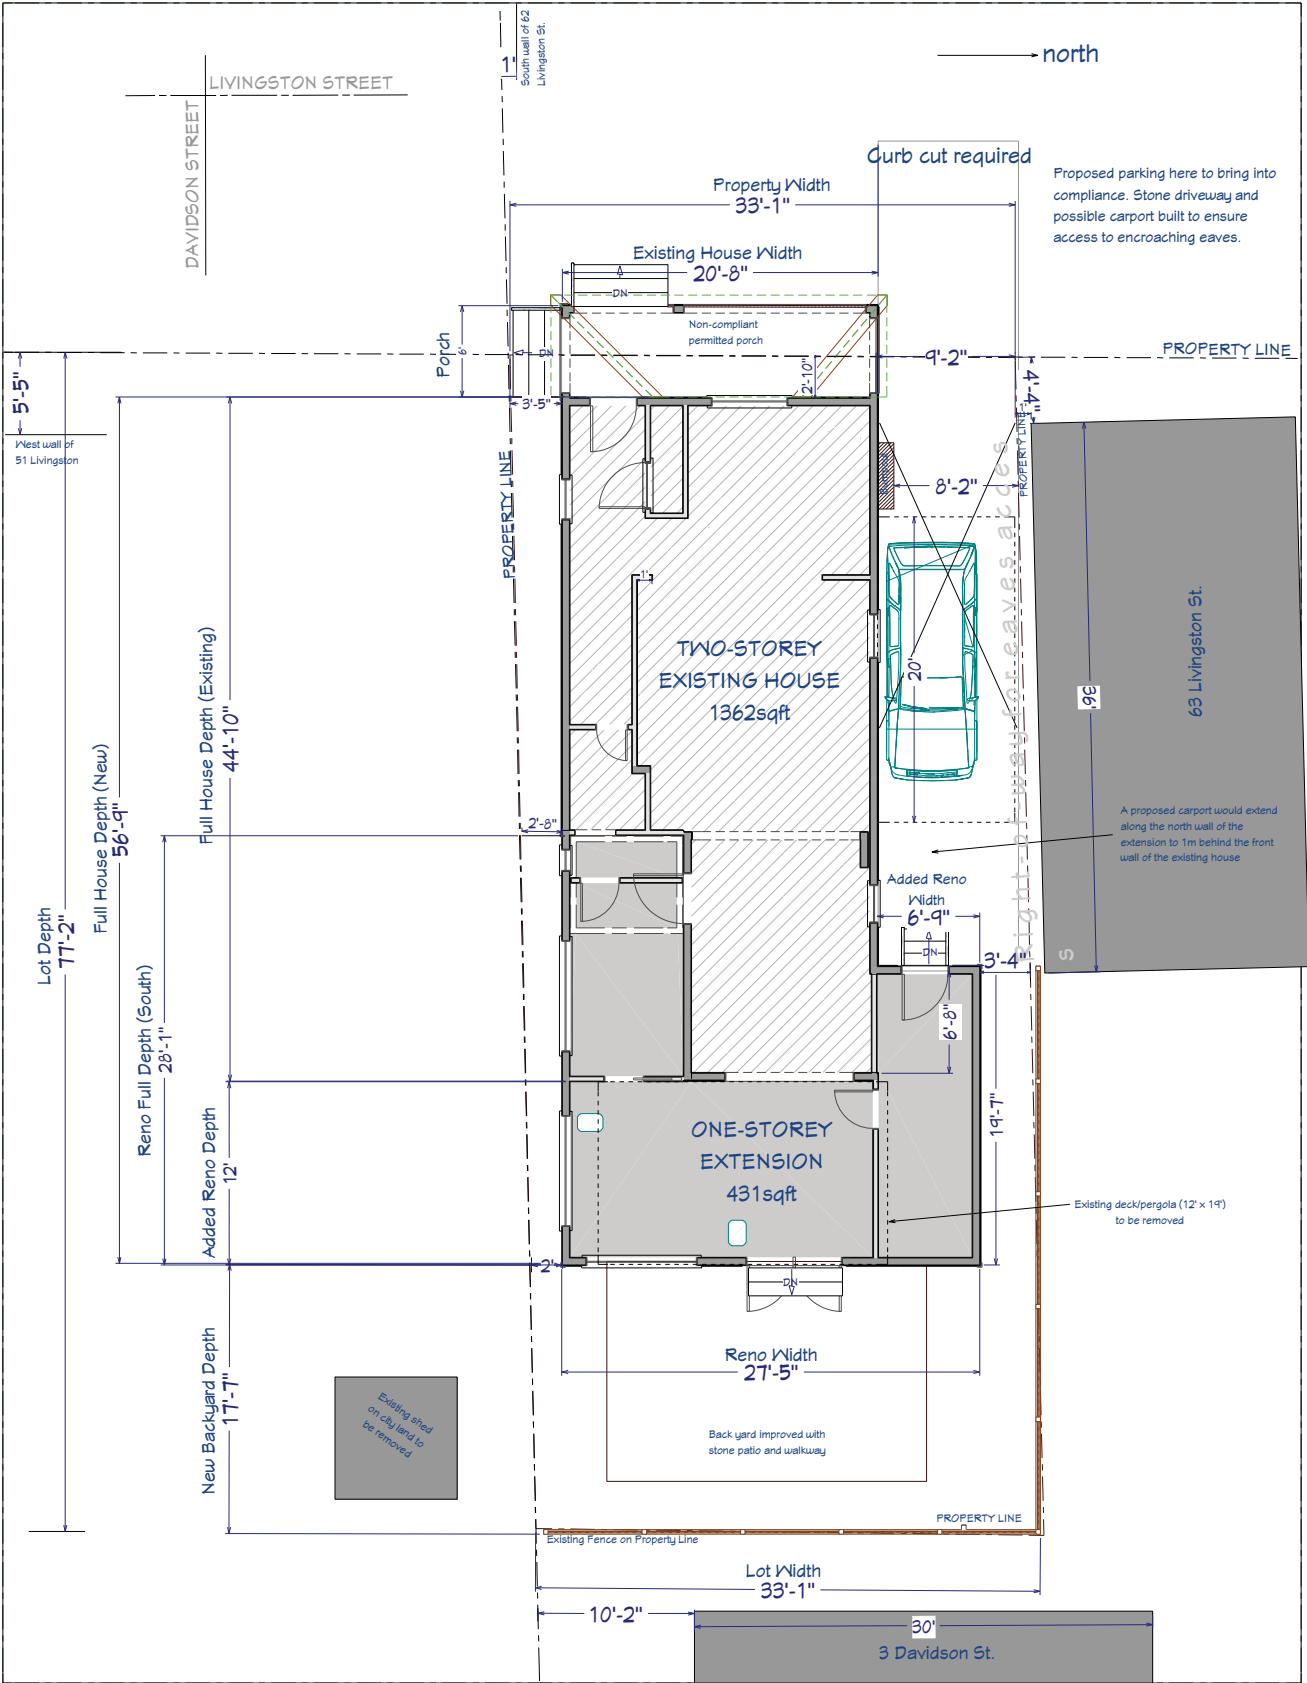 South wall of 62
Livingston St.
1'
north
LIVINGSTON STREET
DAVIDSON STREET
Curb cut required
Proposed parking here to bring into
compliance. Stone driveway and
possible carport built to ensure
access to encroaching eaves.
Property Width
33'-1"
Existing House Width
20'-8"
DN
Non-compliant
permitted porch
Porch
6'
DN
PROPERTY LINE
9'-2"
2'-10"
4'-4"
5'-5"
3'-5"
West wall of
51 Livingston
PROPERTY LINE
PROPERTY LINE
8'-2"
1'
TWO-STOREY
EXISTING HOUSE
1362sqft
20'
Right-of-way for eaves acces
s
63 Livingston St.
36'
Full House Depth (Existing)
44'-10"
Full House Depth (New)
56'-9"
Lot Depth
77'-2"
2'-8"
A proposed carport would extend
along the north wall of the
extension to 1m behind the front
wall of the existing house
Added Reno
Width
6'-9"
DN
3'-4"
6'-8"
Reno Full Depth (South)
28'-1"
Added Reno Depth
12'
19'-7"
ONE-STOREY
EXTENSION
431sqft
Existing deck/pergola (12' x 19')
to be removed
2'
DN
Reno Width
27'-5"
New Backyard Depth
17'-7"
Existing shed
on city land to
be removed
Back yard improved with
stone patio and walkway
PROPERTY LINE
Existing Fence on Property Line
Lot Width
33'-1"
10'-2"
30'
3 Davidson St.